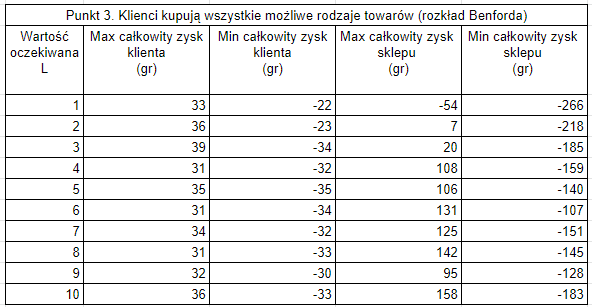 Punkt 3. Klienci kupują wszystkie możliwe rodzaje towarów (rozkład Benforda)
Wartość oczekiwana L | Max całkowity zysk klienta (gr) | Min całkowity zysk klienta (gr) | Max całkowity zysk sklepu (gr) | Min całkowity zysk sklepu (gr)
1 33 -22 -54 -266
2 36 -23 7 -218
3 39 -34 20 -185
4 31 -32 108 -159
5 35 -35 106 -140
6 31 -34 131 -107
7 34 -32 125 -151
8 31 -33 142 -145
9 32 -30 95 -128
10 36 -33 158 -183